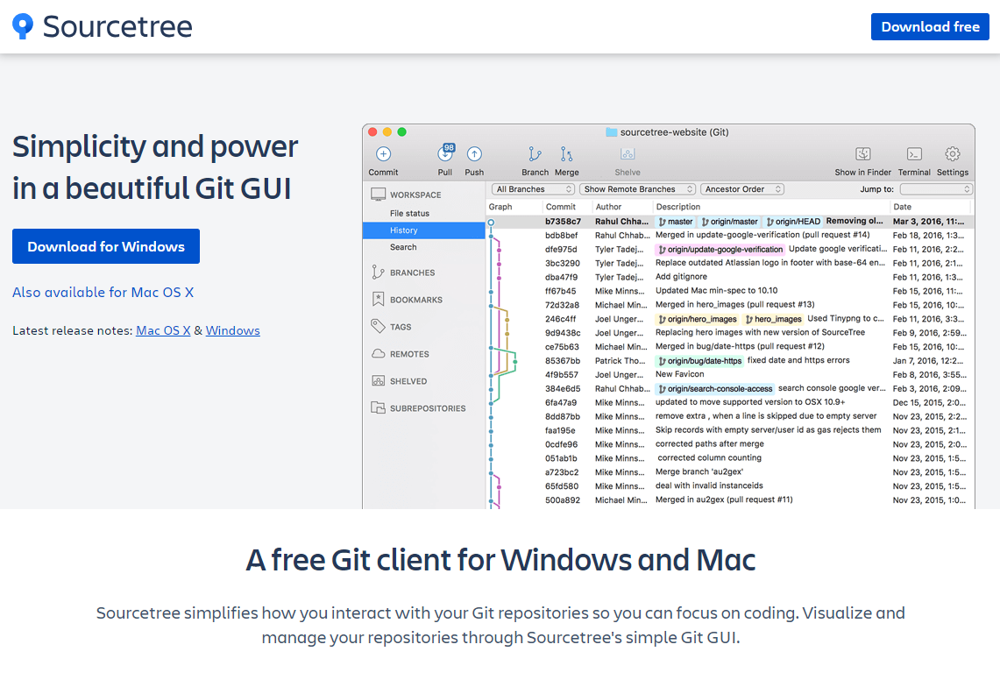 Sourcetree
Download free
Simplicity and power
in a beautiful Git GUI
Download for Windows
Also available for Mac OS X
Latest release notes: Mac OS X & Windows
sourcetree-website (Git)
98
Commit Pull Push Branch Merge Shelve Show in Finder Terminal Settings
WORKSPACE
File status
History
Search
BRANCHES
BOOKMARKS
TAGS
REMOTES
SHELVED
SUBREPOSITORIES
All Branches Show Remote Branches Ancestor Order Jump to:
Graph Commit Author Description Date
b7358c7 Rahul Chha... master origin/master origin/HEAD Removing ol... Mar 3, 2016, 11:...
bdb8bef Rahul Chhab... Merged in update-google-verification (pull request #14) Feb 18, 2016, 1:3...
dfe975d Tyler Tadej... origin/update-google-verification Update google verificati... Feb 11, 2016, 2:2...
3bc3290 Tyler Tadej... Replace outdated Atlassian logo in footer with base-64 en... Feb 11, 2016, 2:1...
dba47f9 Tyler Tadej... Add gitignore Feb 11, 2016, 1:3...
ff67b45 Mike Minns... Updated Mac min-spec to 10.10 Feb 15, 2016, 11:...
72d32a8 Michael Min... Merged in hero_images (pull request #13) Feb 15, 2016, 10:...
246c4ff Joel Unger... origin/hero_images hero_images Used Tinypng to c... Feb 11, 2016, 3:3...
9d9438c Joel Unger... Replacing hero images with new version of SourceTree Feb 9, 2016, 2:59...
ce75b63 Michael Min... Merged in bug/date-https (pull request #12) Feb 15, 2016, 10:...
85367bb Patrick Tho... origin/bug/date-https fixed date and https errors Jan 7, 2016, 12:2...
4f9b557 Joel Unger... New Favicon Feb 8, 2016, 3:55...
384e6d5 Rahul Chhab... origin/search-console-access search console google ver... Feb 3, 2016, 2:09...
6fa47a9 Mike Minns... updated to move supported version to OSX 10.9+ Dec 15, 2015, 2:0...
8dd87bb Mike Minns... remove extra , when a line is skipped due to empty server Nov 23, 2015, 2:2...
faa195e Mike Minns... Skip records with empty server/user id as gas rejects them Nov 23, 2015, 2:1...
0cdfe96 Mike Minns... corrected paths after merge Nov 23, 2015, 2:0...
051ab1b Mike Minns... corrected column counting Nov 23, 2015, 1:5...
a723bc2 Mike Minns... Merge branch 'au2gex' Nov 23, 2015, 1:5...
65fd580 Mike Minns... deal with invalid instanceids Nov 23, 2015, 1:5...
500a892 Michael Min... Merged in au2gex (pull request #11) Nov 23, 2015, 1:0...
A free Git client for Windows and Mac
Sourcetree simplifies how you interact with your Git repositories so you can focus on coding. Visualize and
manage your repositories through Sourcetree's simple Git GUI.